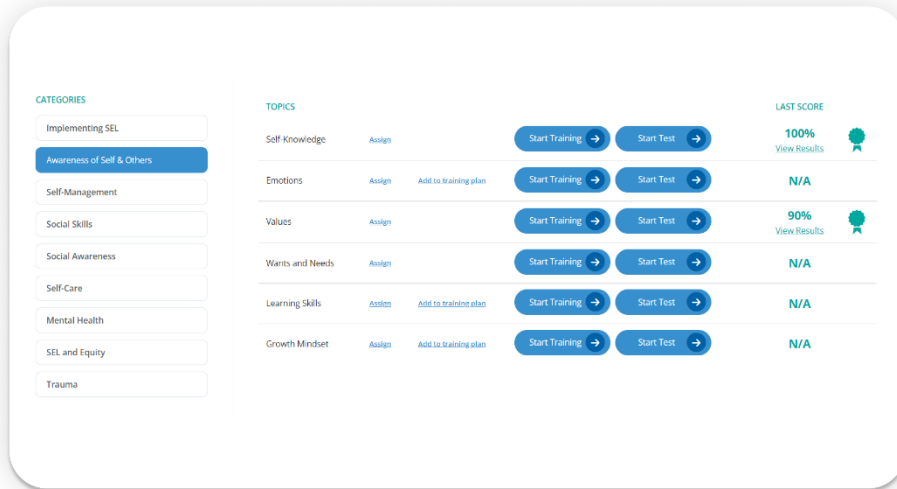 CATEGORIES
Implementing SEL
Awareness of Self & Others
Self-Management
Social Skills
Social Awareness
Self-Care
Mental Health
SEL and Equity
Trauma
TOPICS LAST SCORE
Self-Knowledge Assign Start Training Start Test 100%
View Results
Emotions Assign Add to training plan Start Training Start Test N/A
Values Assign Start Training Start Test 90%
View Results
Wants and Needs Assign Start Training Start Test N/A
Learning Skills Assign Add to training plan Start Training Start Test N/A
Growth Mindset Assign Add to training plan Start Training Start Test N/A